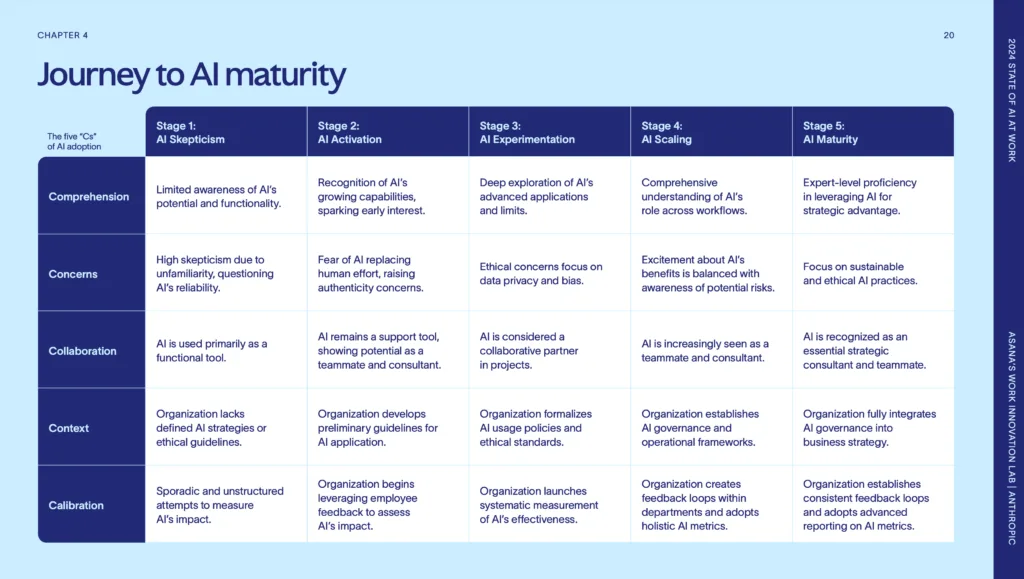 CHAPTER 4
20
Journey to AI maturity
The five "Cs"
of AI adoption
Stage 1:
AI Skepticism
Stage 2:
AI Activation
Stage 3:
AI Experimentation
Stage 4:
AI Scaling
Stage 5:
AI Maturity
Comprehension
Limited awareness of AI's
potential and functionality.
Recognition of AI's
growing capabilities,
sparking early interest.
Deep exploration of AI's
advanced applications
and limits.
Comprehensive
understanding of AI's
role across workflows.
Expert-level proficiency
in leveraging AI for
strategic advantage.
Concerns
High skepticism due to
unfamiliarity, questioning
AI's reliability.
Fear of AI replacing
human effort, raising
authenticity concerns.
Ethical concerns focus on
data privacy and bias.
Excitement about AI's
benefits is balanced with
awareness of potential risks.
Focus on sustainable
and ethical AI practices.
Collaboration
AI is used primarily as a
functional tool.
AI remains a support tool,
showing potential as a
teammate and consultant.
AI is considered a
collaborative partner
in projects.
AI is increasingly seen as a
teammate and consultant.
AI is recognized as an
essential strategic
consultant and teammate.
Context
Organization lacks
defined AI strategies or
ethical guidelines.
Organization develops
preliminary guidelines for
AI application.
Organization formalizes
AI usage policies and
ethical standards.
Organization establishes
AI governance and
operational frameworks.
Organization fully integrates
AI governance into
business strategy.
Calibration
Sporadic and unstructured
attempts to measure
AI's impact.
Organization begins
leveraging employee
feedback to assess
AI's impact.
Organization launches
systematic measurement
of AI's effectiveness.
Organization creates
feedback loops within
departments and adopts
holistic AI metrics.
Organization establishes
consistent feedback loops
and adopts advanced
reporting on AI metrics.
2024 STATE OF AI AT WORK
ASANA'S WORK INNOVATION LAB | ANTHROPIC